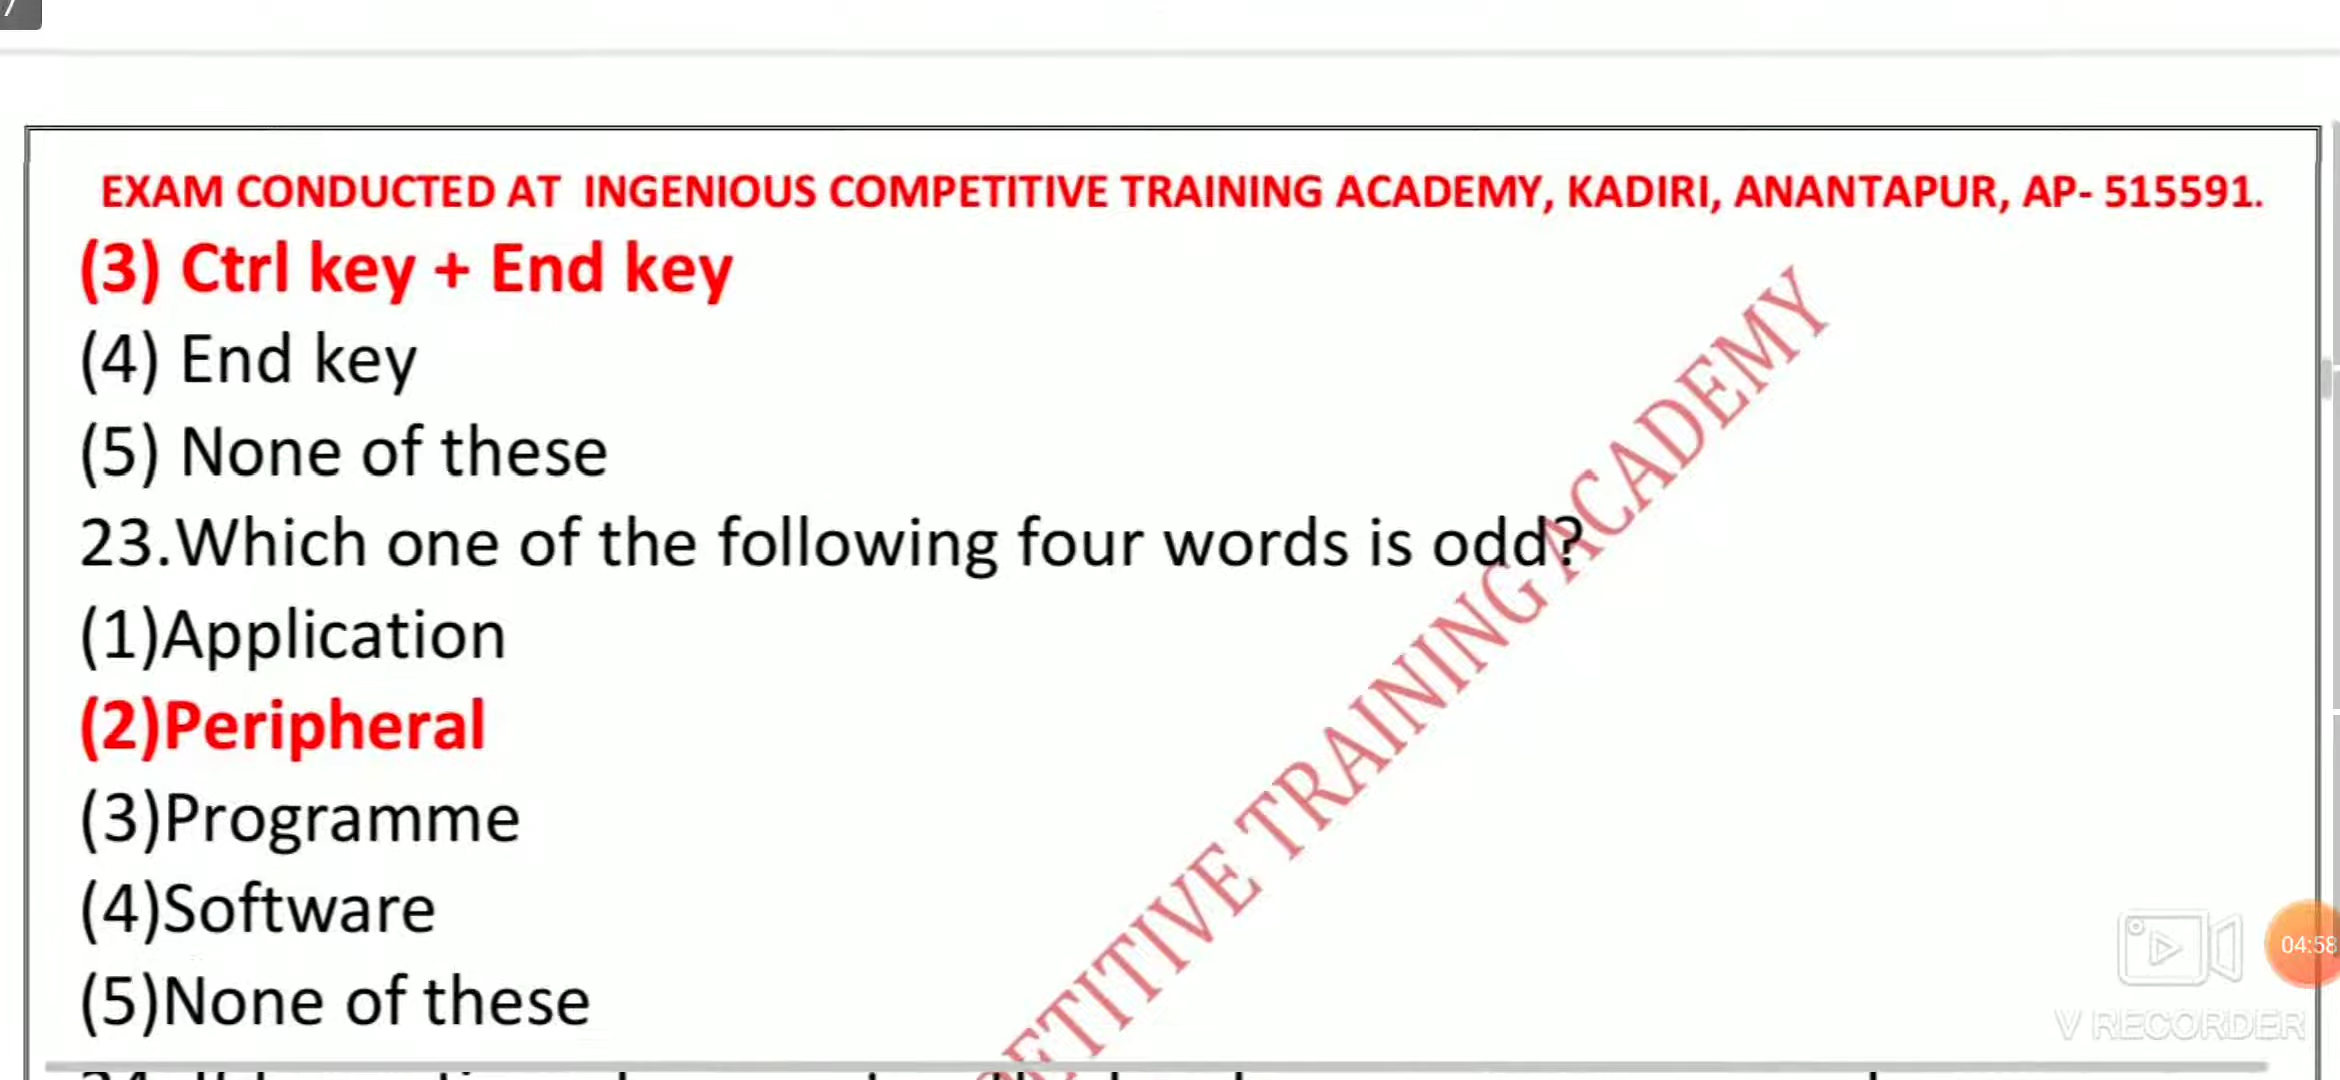 EXAM CONDUCTED AT INGENIOUS COMPETITIVE TRAINING ACADEMY, KADIRI, ANANTAPUR, AP- 515591.
(3) Ctrl key + End key
(4) End key
(5) None of these
23.Which one of the following four words is odd?
(1)Application
(2)Peripheral
(3)Programme
(4)Software
(5)None of these
TRAINING ACADEMY
04:58
V RECORDER